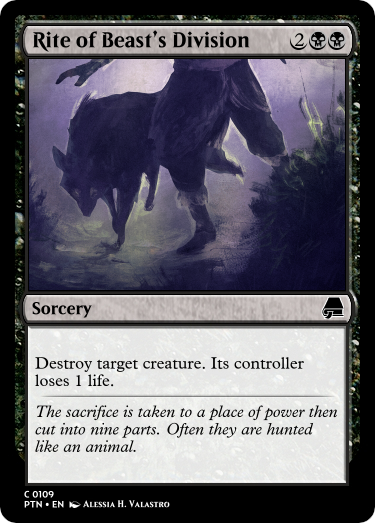 Rite of Beast's Division 2
Sorcery
Destroy target creature. Its controller
loses 1 life.
The sacrifice is taken to a place of power then
cut into nine parts. Often they are hunted
like an animal.
C 0109
PTN • EN Alessia H. Valastro